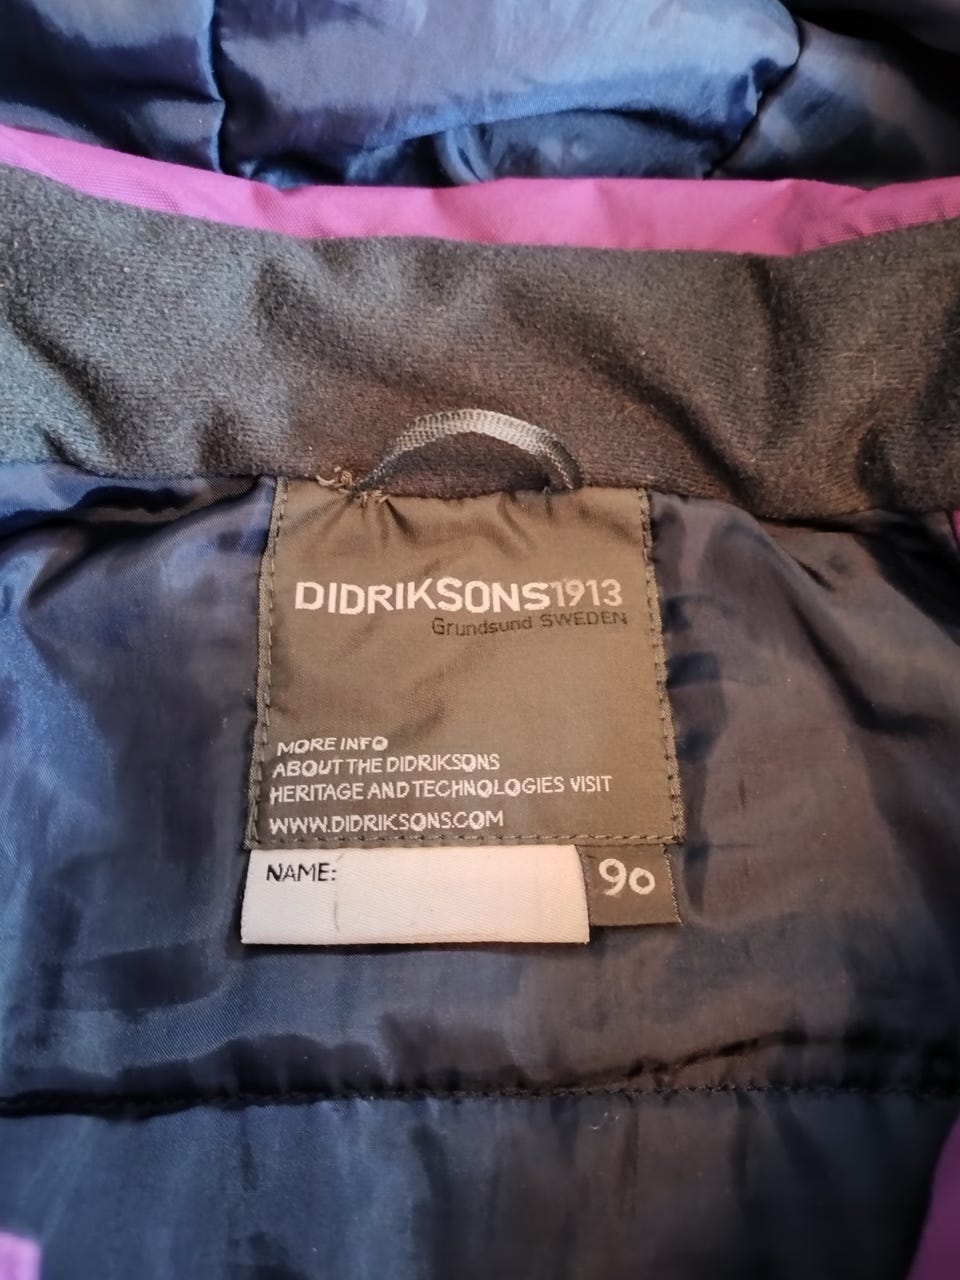 DIDRIKSONS1913
Grundsund SWEDEN
MORE INFO
ABOUT THE DIDRIKSONS
HERITAGE AND TECHNOLOGIES VISIT
WWW.DIDRIKSONS.COM
NAME:
90